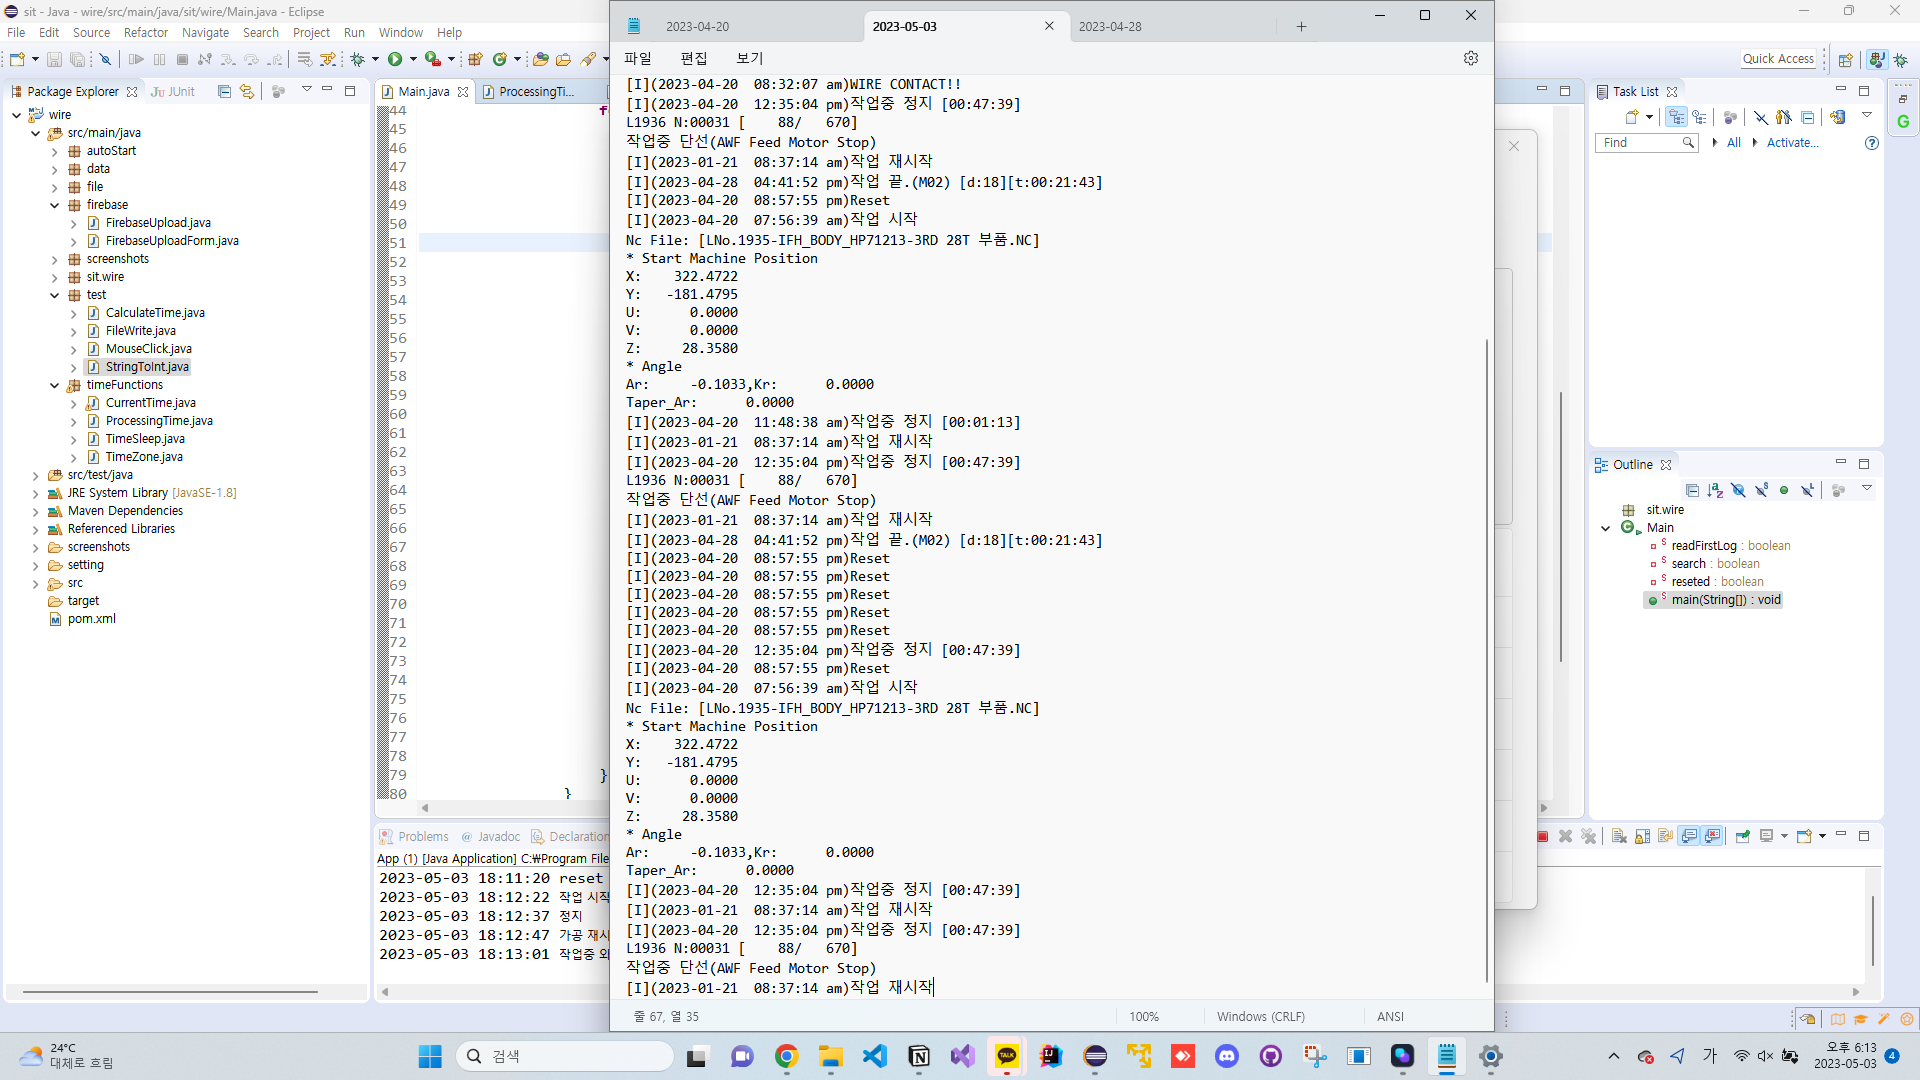 sit - Java - wire/src/main/java/sit/wire/Main.java - Eclipse
File Edit Source Refactor Navigate Search Project Run Window Help
Quick Access
Package Explorer
JUnit
wire
src/main/java
autoStart
data
file
firebase
FirebaseUpload.java
FirebaseUploadForm.java
screenshots
sit.wire
test
CalculateTime.java
FileWrite.java
MouseClick.java
StringToInt.java
timeFunctions
CurrentTime.java
ProcessingTime.java
TimeSleep.java
TimeZone.java
src/test/java
JRE System Library [JavaSE-1.8]
Maven Dependencies
Referenced Libraries
screenshots
setting
src
target
pom.xml
Main.java
ProcessingTi...
44
45
46
47
48
49
50
51
52
53
54
55
56
57
58
59
60
61
62
63
64
65
66
67
68
69
70
71
72
73
74
75
76
77
78
79 }
80 }
Problems
Javadoc
Declaration
App (1) [Java Application] C:₩Program File
2023-05-03 18:11:20 reset
2023-05-03 18:12:22 작업 시작
2023-05-03 18:12:37 정지
2023-05-03 18:12:47 가공 재시
2023-05-03 18:13:01 작업중 와
2023-04-20
2023-05-03
2023-04-28
파일 편집 보기
[I](2023-04-20  08:32:07 am)WIRE CONTACT!!
[I](2023-04-20  12:35:04 pm)작업중 정지 [00:47:39]
L1936 N:00031 [    88/   670]
작업중 단선(AWF Feed Motor Stop)
[I](2023-01-21  08:37:14 am)작업 재시작
[I](2023-04-28  04:41:52 pm)작업 끝.(M02) [d:18][t:00:21:43]
[I](2023-04-20  08:57:55 pm)Reset
[I](2023-04-20  07:56:39 am)작업 시작
Nc File: [LNo.1935-IFH_BODY_HP71213-3RD 28T 부품.NC]
* Start Machine Position
X:    322.4722
Y:   -181.4795
U:      0.0000
V:      0.0000
Z:     28.3580
* Angle
Ar:     -0.1033,Kr:      0.0000
Taper_Ar:      0.0000
[I](2023-04-20  11:48:38 am)작업중 정지 [00:01:13]
[I](2023-01-21  08:37:14 am)작업 재시작
[I](2023-04-20  12:35:04 pm)작업중 정지 [00:47:39]
L1936 N:00031 [    88/   670]
작업중 단선(AWF Feed Motor Stop)
[I](2023-01-21  08:37:14 am)작업 재시작
[I](2023-04-28  04:41:52 pm)작업 끝.(M02) [d:18][t:00:21:43]
[I](2023-04-20  08:57:55 pm)Reset
[I](2023-04-20  08:57:55 pm)Reset
[I](2023-04-20  08:57:55 pm)Reset
[I](2023-04-20  08:57:55 pm)Reset
[I](2023-04-20  08:57:55 pm)Reset
[I](2023-04-20  12:35:04 pm)작업중 정지 [00:47:39]
[I](2023-04-20  08:57:55 pm)Reset
[I](2023-04-20  07:56:39 am)작업 시작
Nc File: [LNo.1935-IFH_BODY_HP71213-3RD 28T 부품.NC]
* Start Machine Position
X:    322.4722
Y:   -181.4795
U:      0.0000
V:      0.0000
Z:     28.3580
* Angle
Ar:     -0.1033,Kr:      0.0000
Taper_Ar:      0.0000
[I](2023-04-20  12:35:04 pm)작업중 정지 [00:47:39]
[I](2023-01-21  08:37:14 am)작업 재시작
[I](2023-04-20  12:35:04 pm)작업중 정지 [00:47:39]
L1936 N:00031 [    88/   670]
작업중 단선(AWF Feed Motor Stop)
[I](2023-01-21  08:37:14 am)작업 재시작
줄 67, 열 35
100%
Windows (CRLF)
ANSI
Task List
Find
All
Activate...
Outline
sit.wire
Main
readFirstLog : boolean
search : boolean
reseted : boolean
main(String[]) : void
24°C
대체로 흐림
검색
TALK
가
오후 6:13
2023-05-03
4